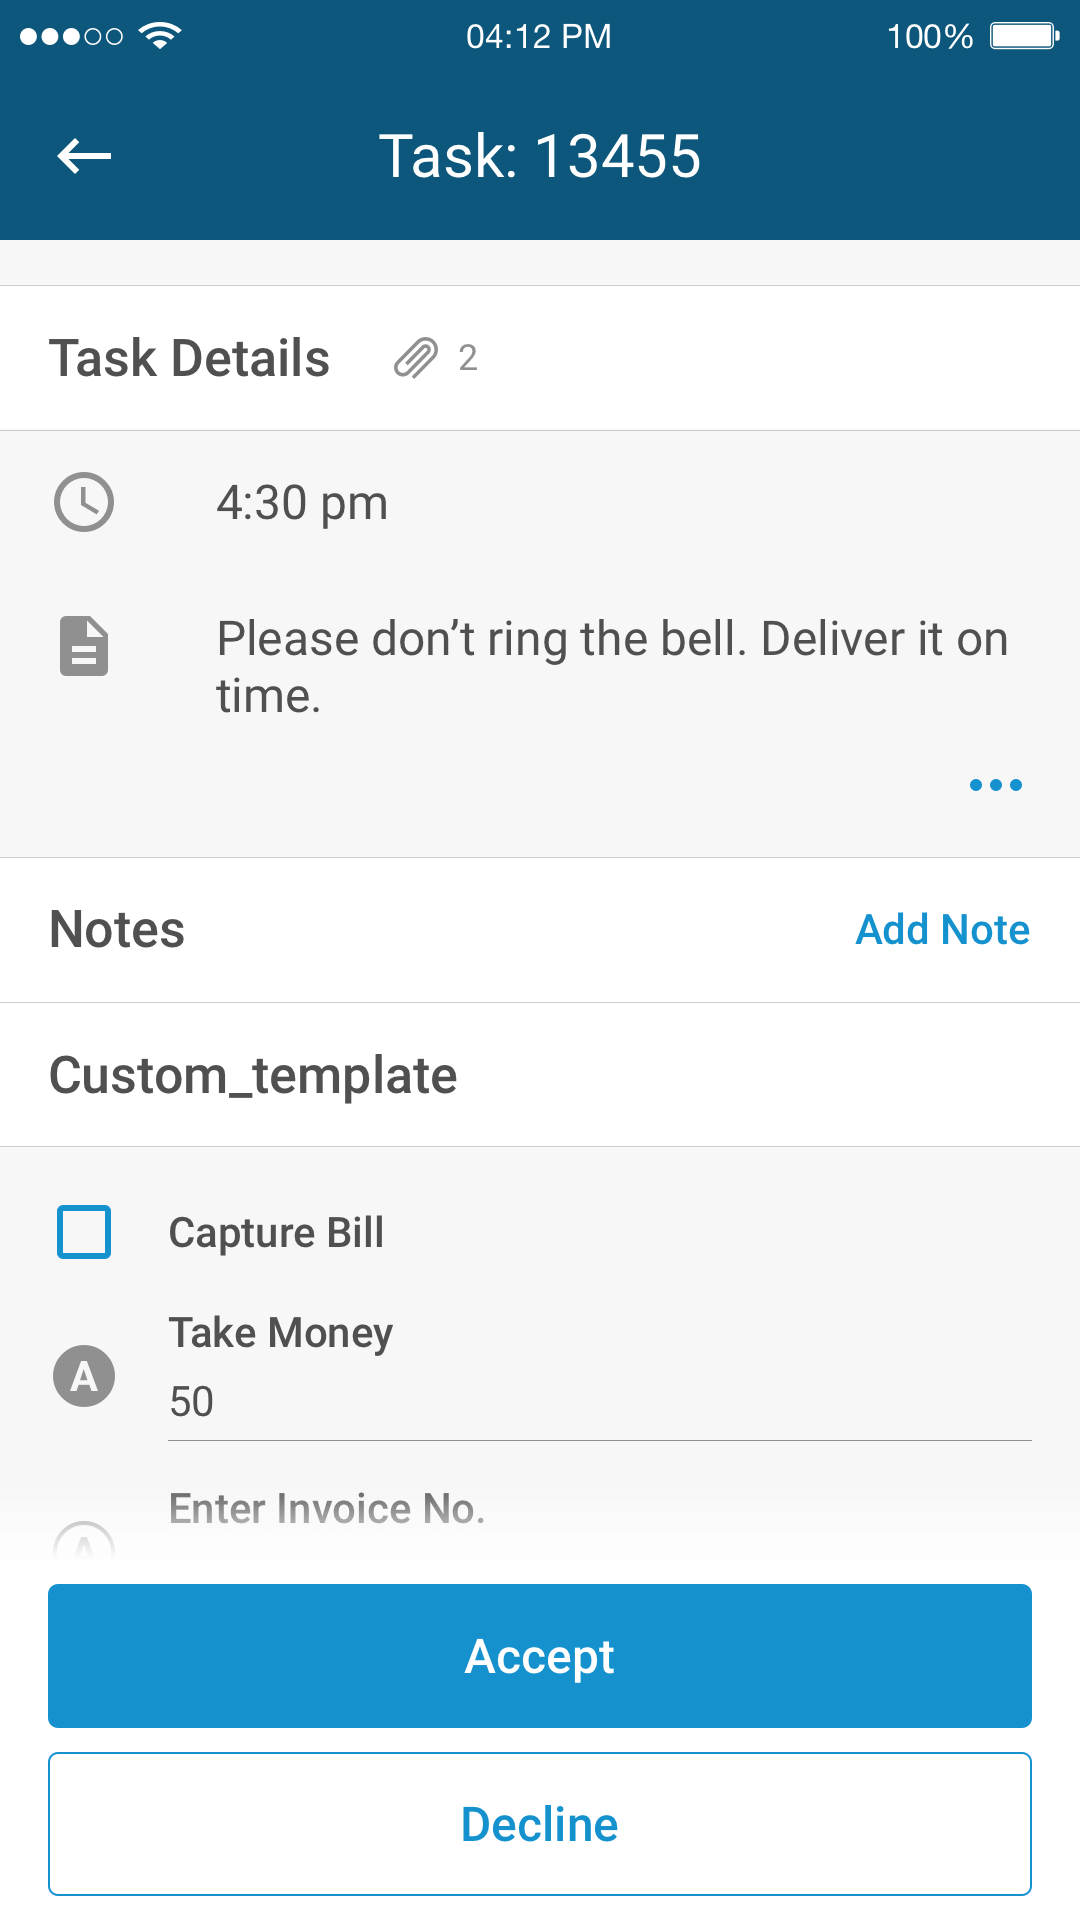 04:12 PM 100%
Task: 13455
Task Details 2
4:30 pm
Please don’t ring the bell. Deliver it on
time.
Notes Add Note
Custom_template
Capture Bill
Take Money
A
50
Enter Invoice No.
A
Accept
Decline